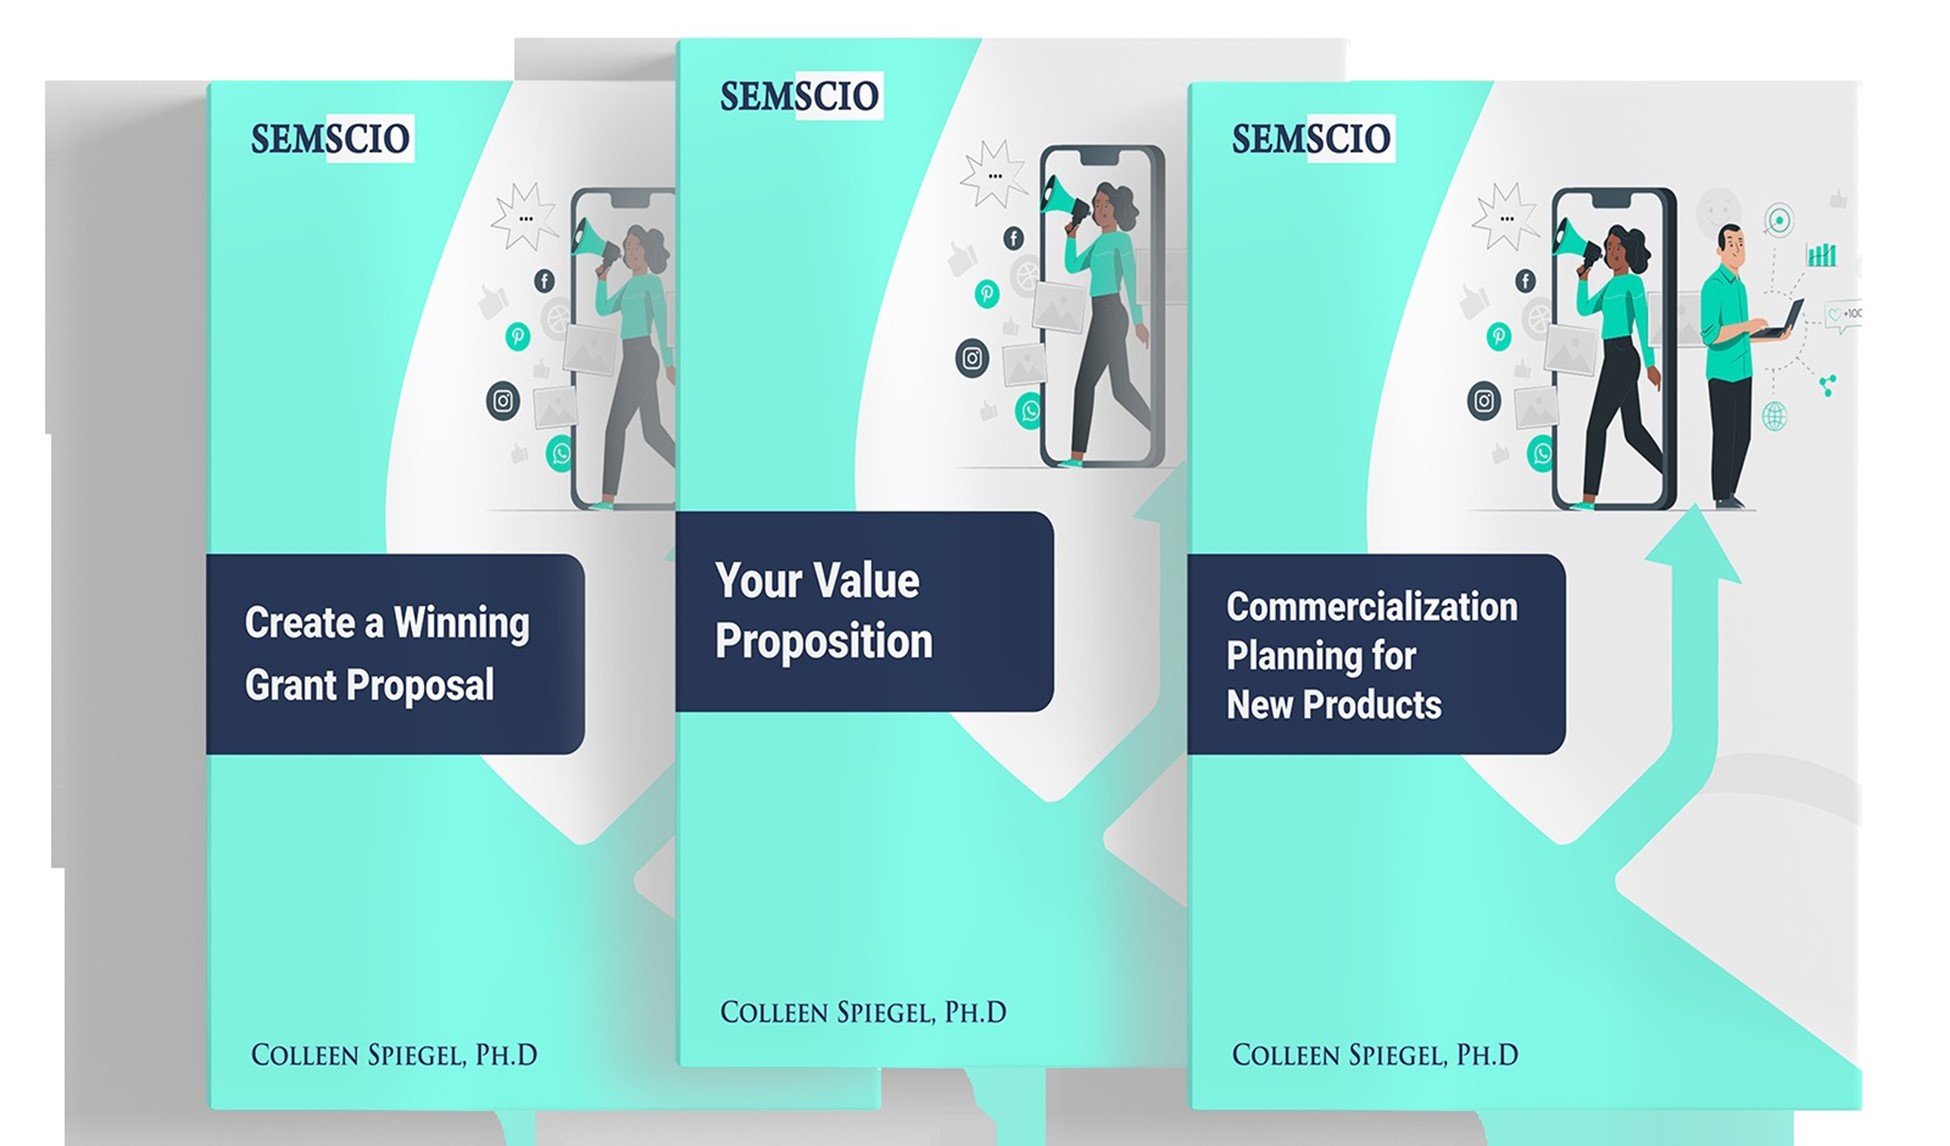 SEMSCIO
Create a Winning
Grant Proposal
COLLEEN SPIEGEL, PH.D
SEMSCIO
Your Value
Proposition
COLLEEN SPIEGEL, PH.D
SEMSCIO
+100
Commercialization
Planning for
New Products
COLLEEN SPIEGEL, PH.D